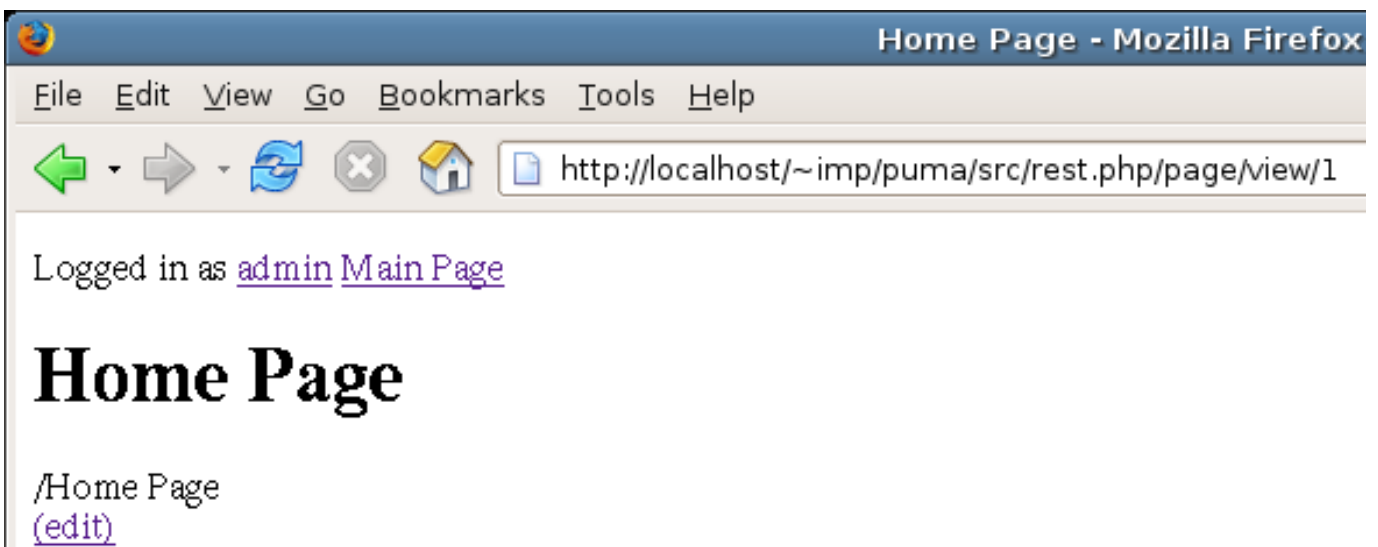 Home Page - Mozilla Firefox
File Edit View Go Bookmarks Tools Help
http://localhost/~imp/puma/src/rest.php/page/view/1
Logged in as admin Main Page
Home Page
/Home Page
(edit)